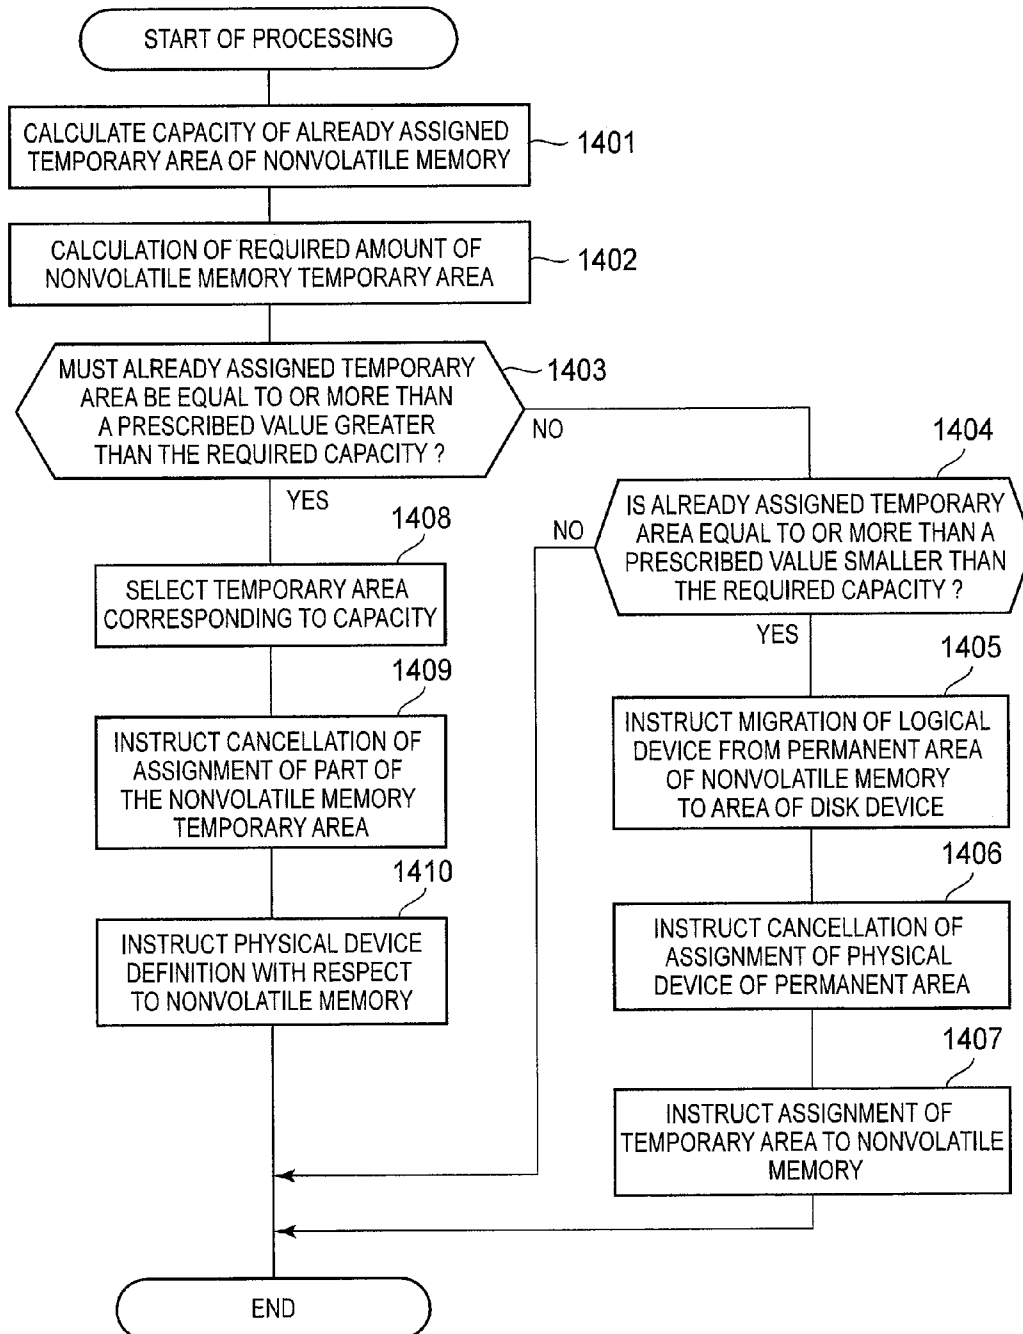 START OF PROCESSING
CALCULATE CAPACITY OF ALREADY ASSIGNED
TEMPORARY AREA OF NONVOLATILE MEMORY
1401
CALCULATION OF REQUIRED AMOUNT OF
NONVOLATILE MEMORY TEMPORARY AREA
1402
MUST ALREADY ASSIGNED TEMPORARY
AREA BE EQUAL TO OR MORE THAN
A PRESCRIBED VALUE GREATER
THAN THE REQUIRED CAPACITY ?
1403
NO
YES
1404
IS ALREADY ASSIGNED TEMPORARY
AREA EQUAL TO OR MORE THAN A
PRESCRIBED VALUE SMALLER THAN
THE REQUIRED CAPACITY ?
NO
YES
1408
SELECT TEMPORARY AREA
CORRESPONDING TO CAPACITY
1409
INSTRUCT CANCELLATION OF
ASSIGNMENT OF PART OF
THE NONVOLATILE MEMORY
TEMPORARY AREA
1410
INSTRUCT PHYSICAL DEVICE
DEFINITION WITH RESPECT
TO NONVOLATILE MEMORY
1405
INSTRUCT MIGRATION OF LOGICAL
DEVICE FROM PERMANENT AREA
OF NONVOLATILE MEMORY
TO AREA OF DISK DEVICE
1406
INSTRUCT CANCELLATION OF
ASSIGNMENT OF PHYSICAL
DEVICE OF PERMANENT AREA
1407
INSTRUCT ASSIGNMENT OF
TEMPORARY AREA TO NONVOLATILE
MEMORY
END